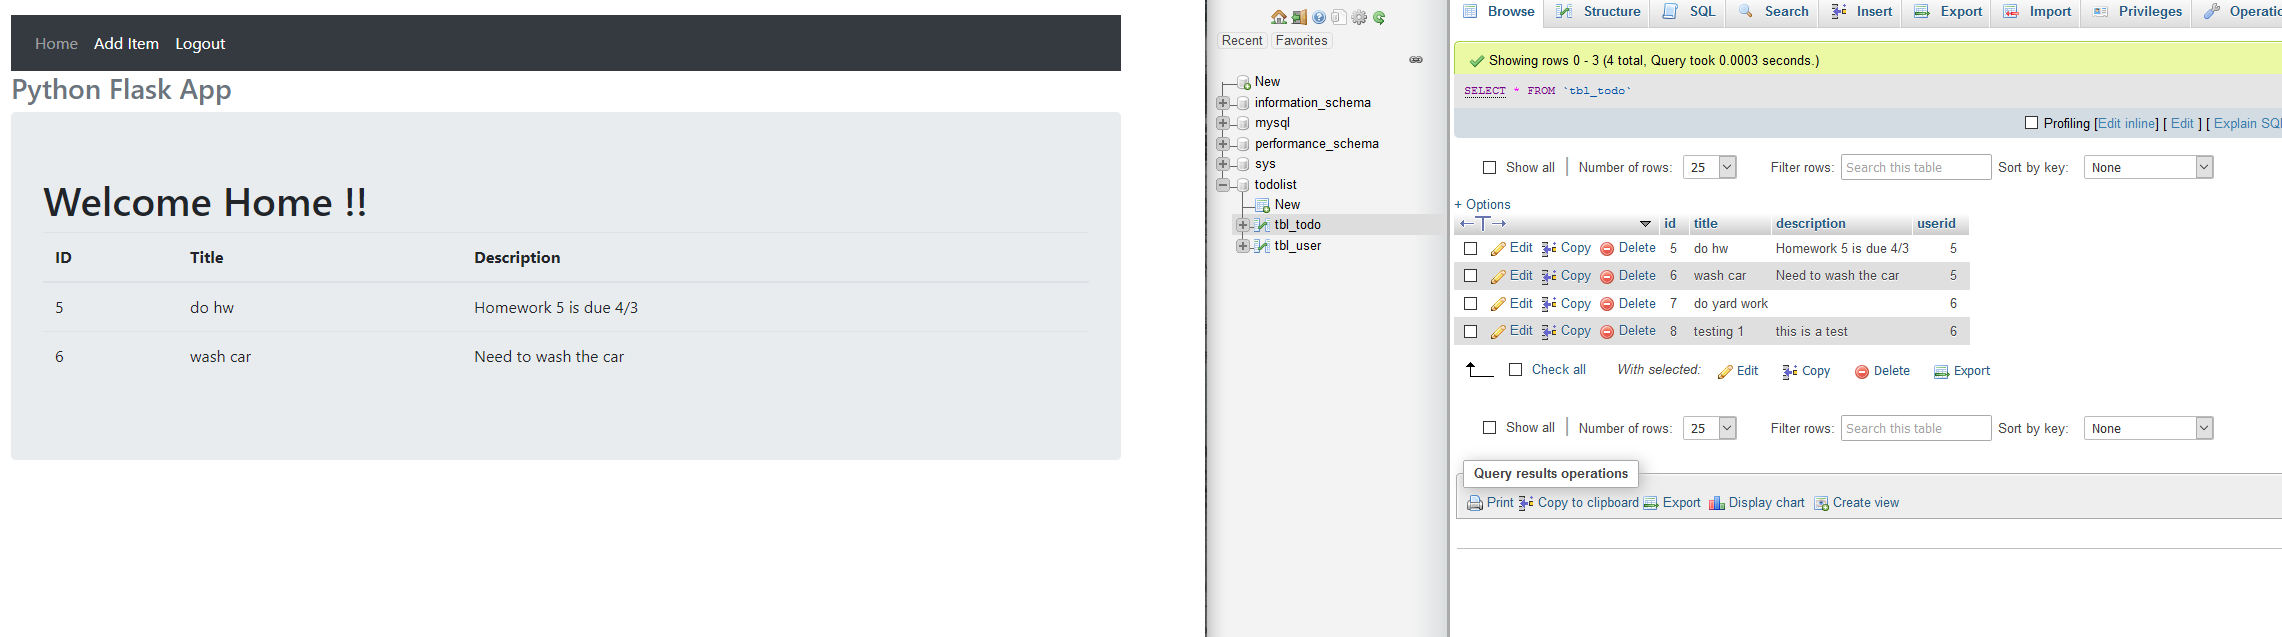 Home Add Item Logout
Python Flask App
Welcome Home !!
ID Title Description
5 do hw Homework 5 is due 4/3
6 wash car Need to wash the car
Recent Favorites
New
information_schema
mysql
performance_schema
sys
todolist
New
tbl_todo
tbl_user
Browse Structure SQL Search Insert Export Import Privileges
Showing rows 0 - 3 (4 total, Query took 0.0003 seconds.)
SELECT * FROM `tbl_todo`
Profiling [Edit inline] [ Edit ] [ Explain SQL
Show all Number of rows: 25 Filter rows: Search this table Sort by key: None
+ Options
id title description userid
Edit Copy Delete 5 do hw Homework 5 is due 4/3 5
Edit Copy Delete 6 wash car Need to wash the car 5
Edit Copy Delete 7 do yard work 6
Edit Copy Delete 8 testing 1 this is a test 6
Check all With selected: Edit Copy Delete Export
Show all Number of rows: 25 Filter rows: Search this table Sort by key: None
Query results operations
Print Copy to clipboard Export Display chart Create view